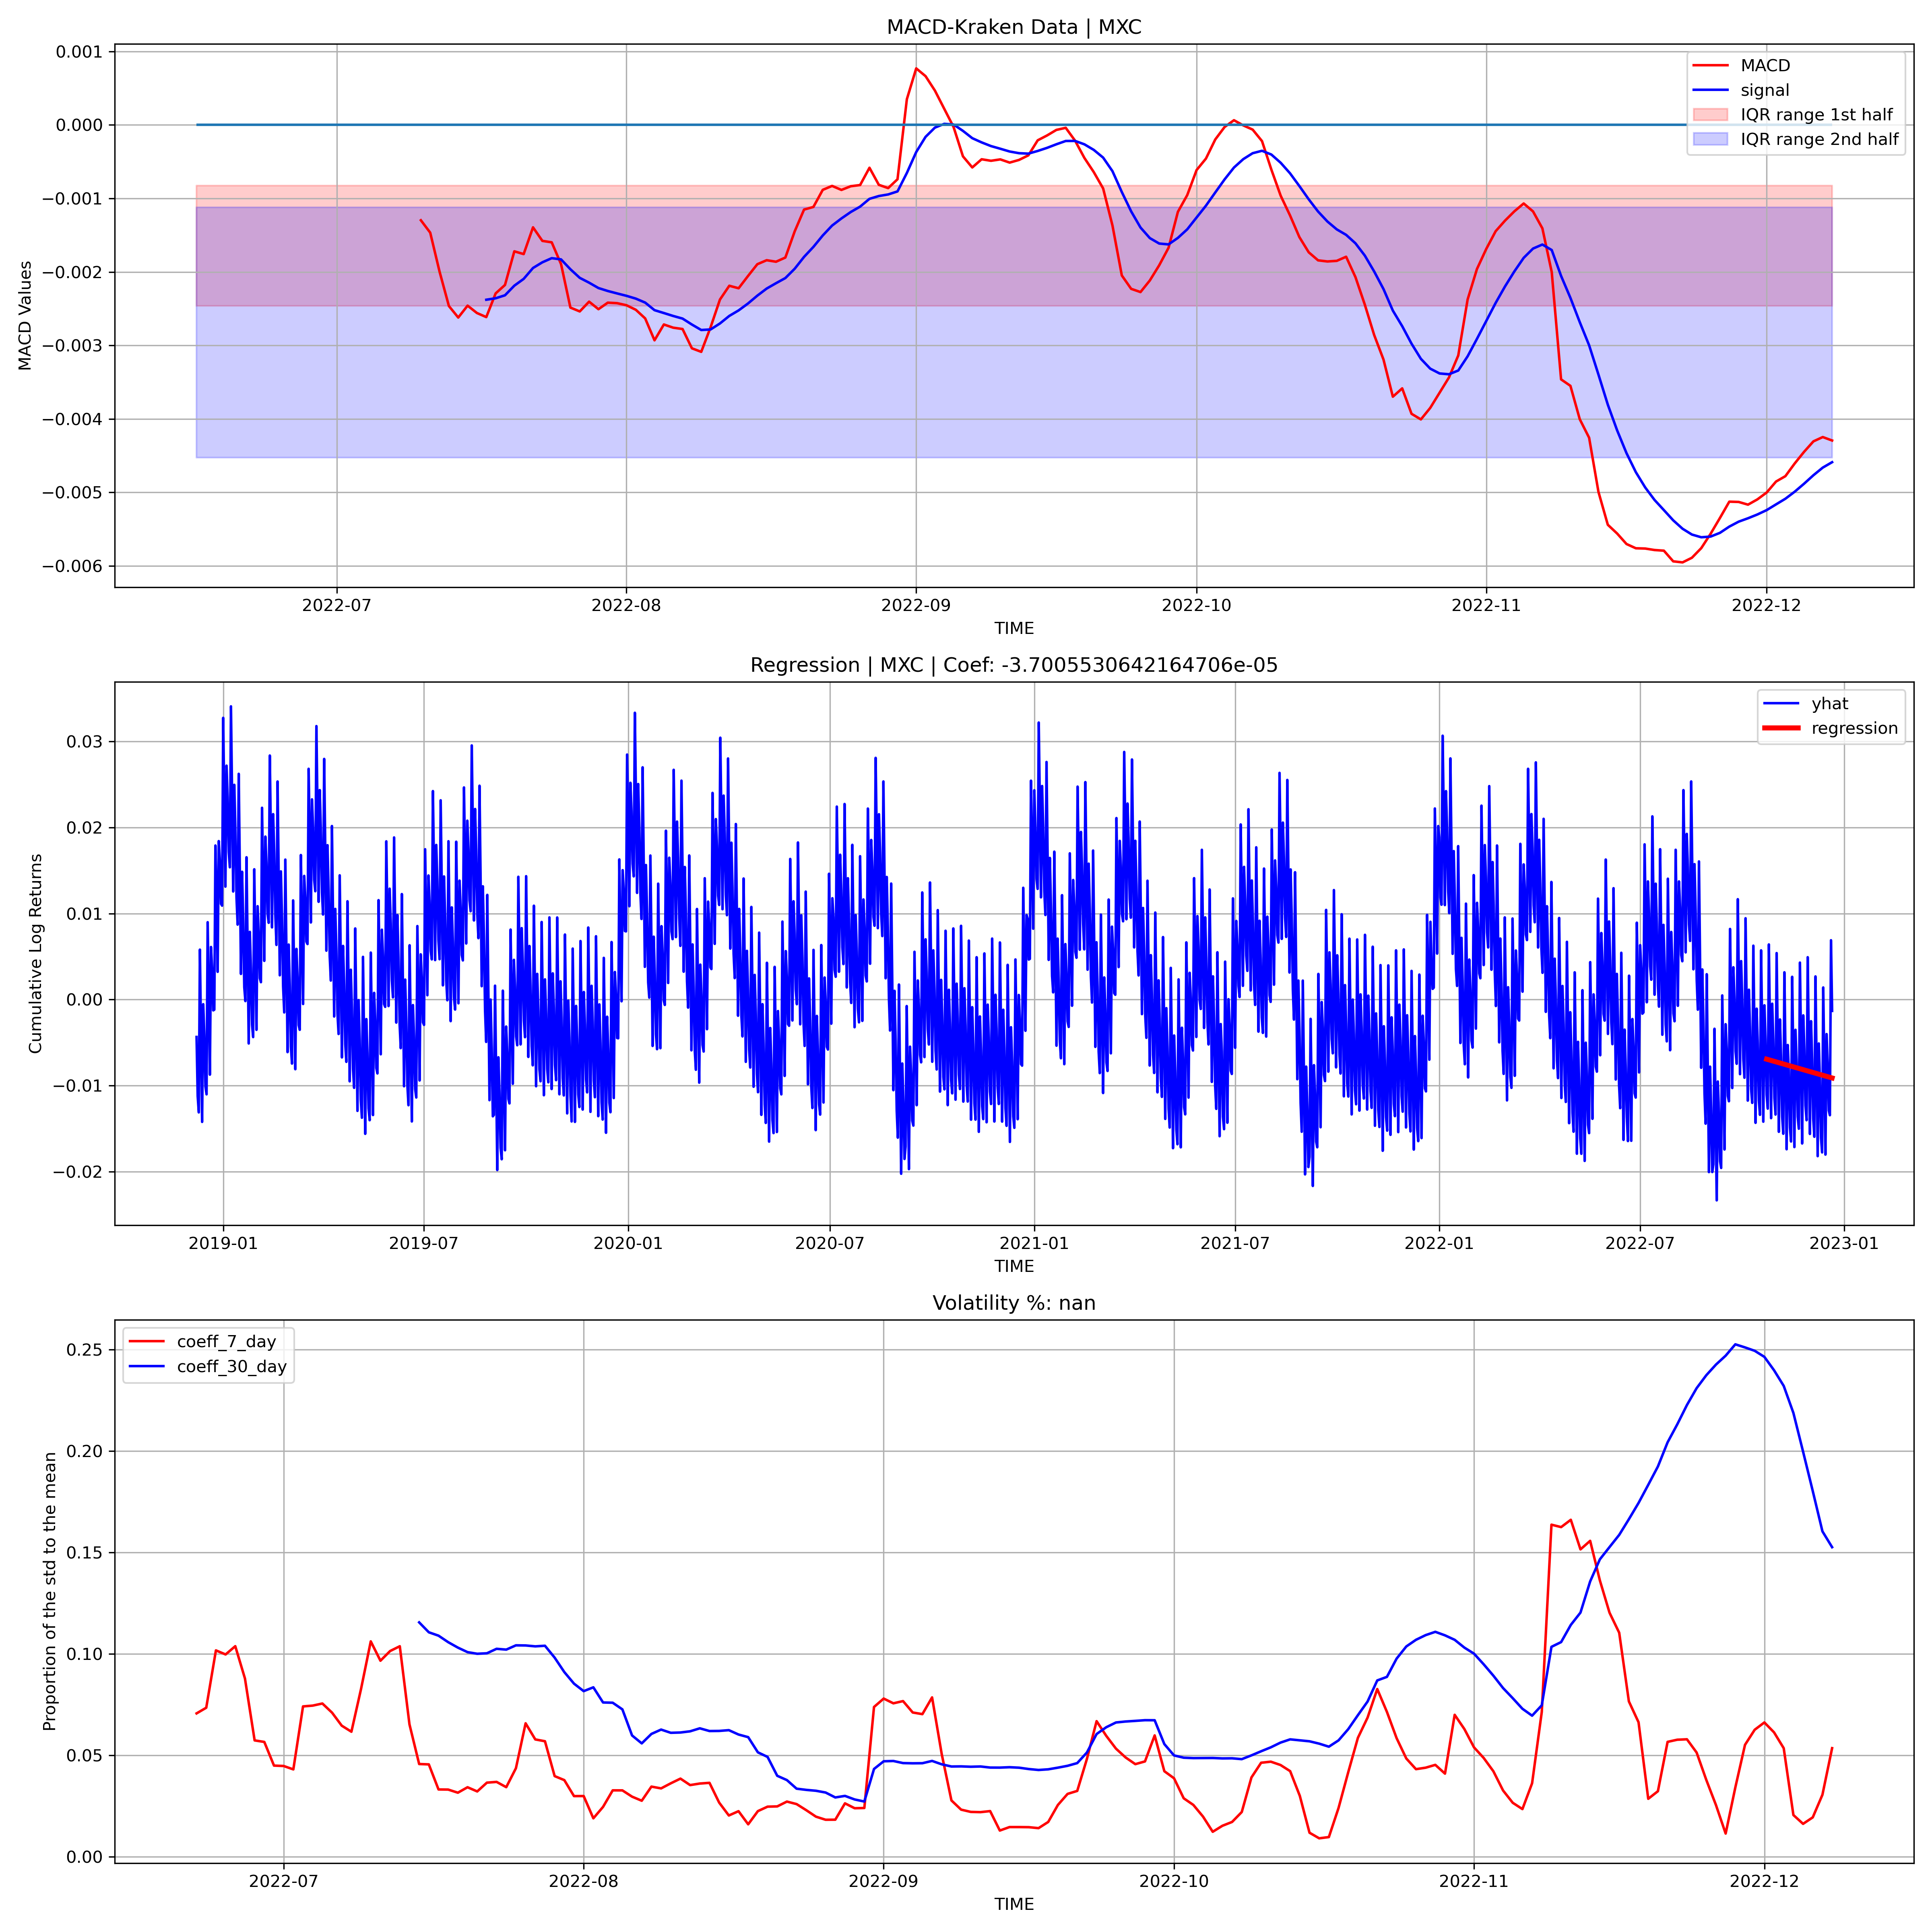 MACD-Kraken Data | MXC
MACD Values
0.001
0.000
−0.001
−0.002
−0.003
−0.004
−0.005
−0.006
MACD
signal
IQR range 1st half
IQR range 2nd half
2022-07 2022-08 2022-09 2022-10 2022-11 2022-12
TIME
Regression | MXC | Coef: -3.7005530642164706e-05
Cumulative Log Returns
0.03
0.02
0.01
0.00
−0.01
−0.02
yhat
regression
2019-01 2019-07 2020-01 2020-07 2021-01 2021-07 2022-01 2022-07 2023-01
TIME
Volatility %: nan
Proportion of the std to the mean
0.25
0.20
0.15
0.10
0.05
0.00
coeff_7_day
coeff_30_day
2022-07 2022-08 2022-09 2022-10 2022-11 2022-12
TIME